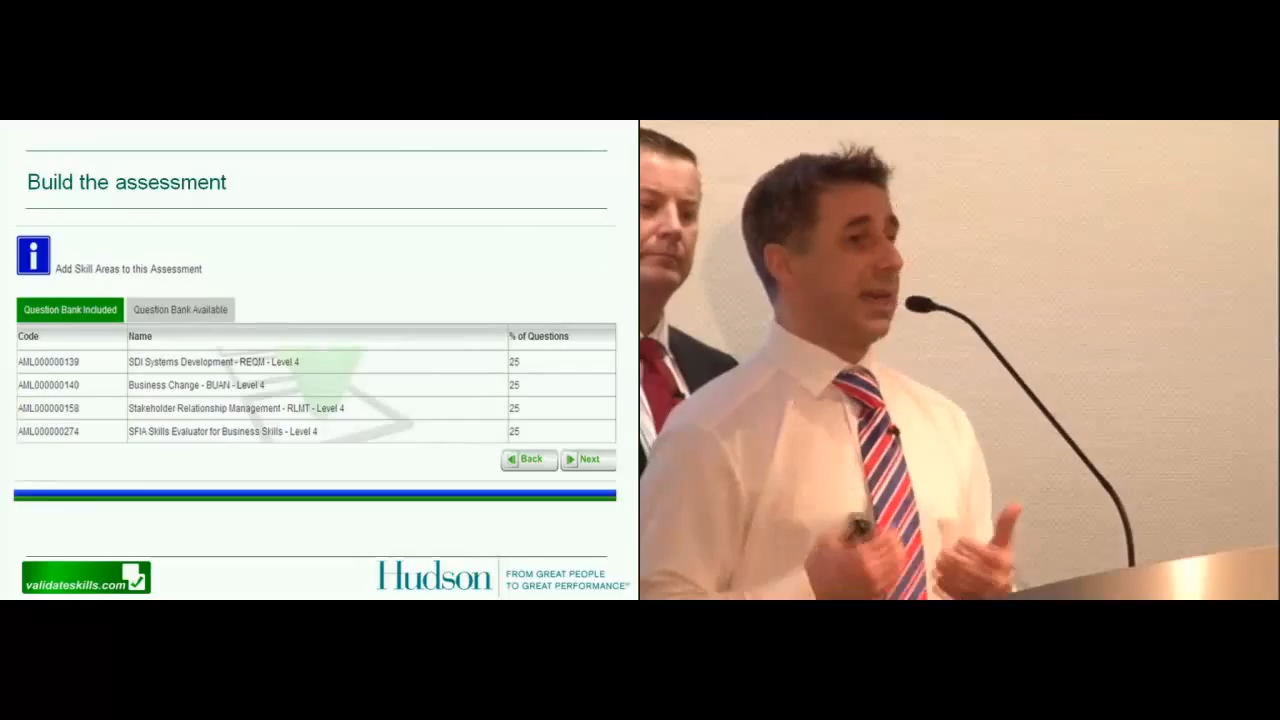 Build the assessment
i
Add Skill Areas to this Assessment
Question Bank Included Question Bank Available
Code Name % of Questions
AML000000139 SDI Systems Development - REQM - Level 4 25
AML000000140 Business Change - BUAN - Level 4 25
AML000000158 Stakeholder Relationship Management - RLMT - Level 4 25
AML000000274 SFIA Skills Evaluator for Business Skills - Level 4 25
Back Next
validateskills.com
Hudson
FROM GREAT PEOPLE
TO GREAT PERFORMANCE